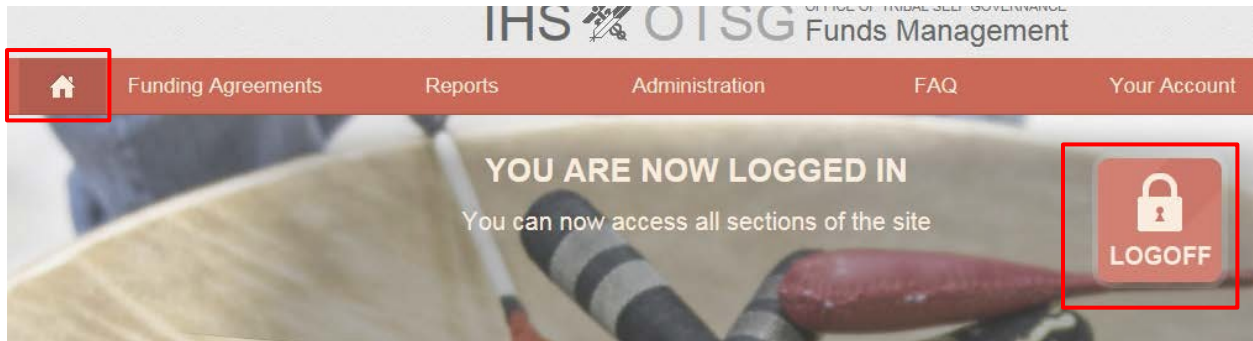 IHS OTSG OFFICE OF TRIBAL SELF GOVERNANCE
Funds Management
Funding Agreements Reports Administration FAQ Your Account
YOU ARE NOW LOGGED IN
You can now access all sections of the site
LOGOFF